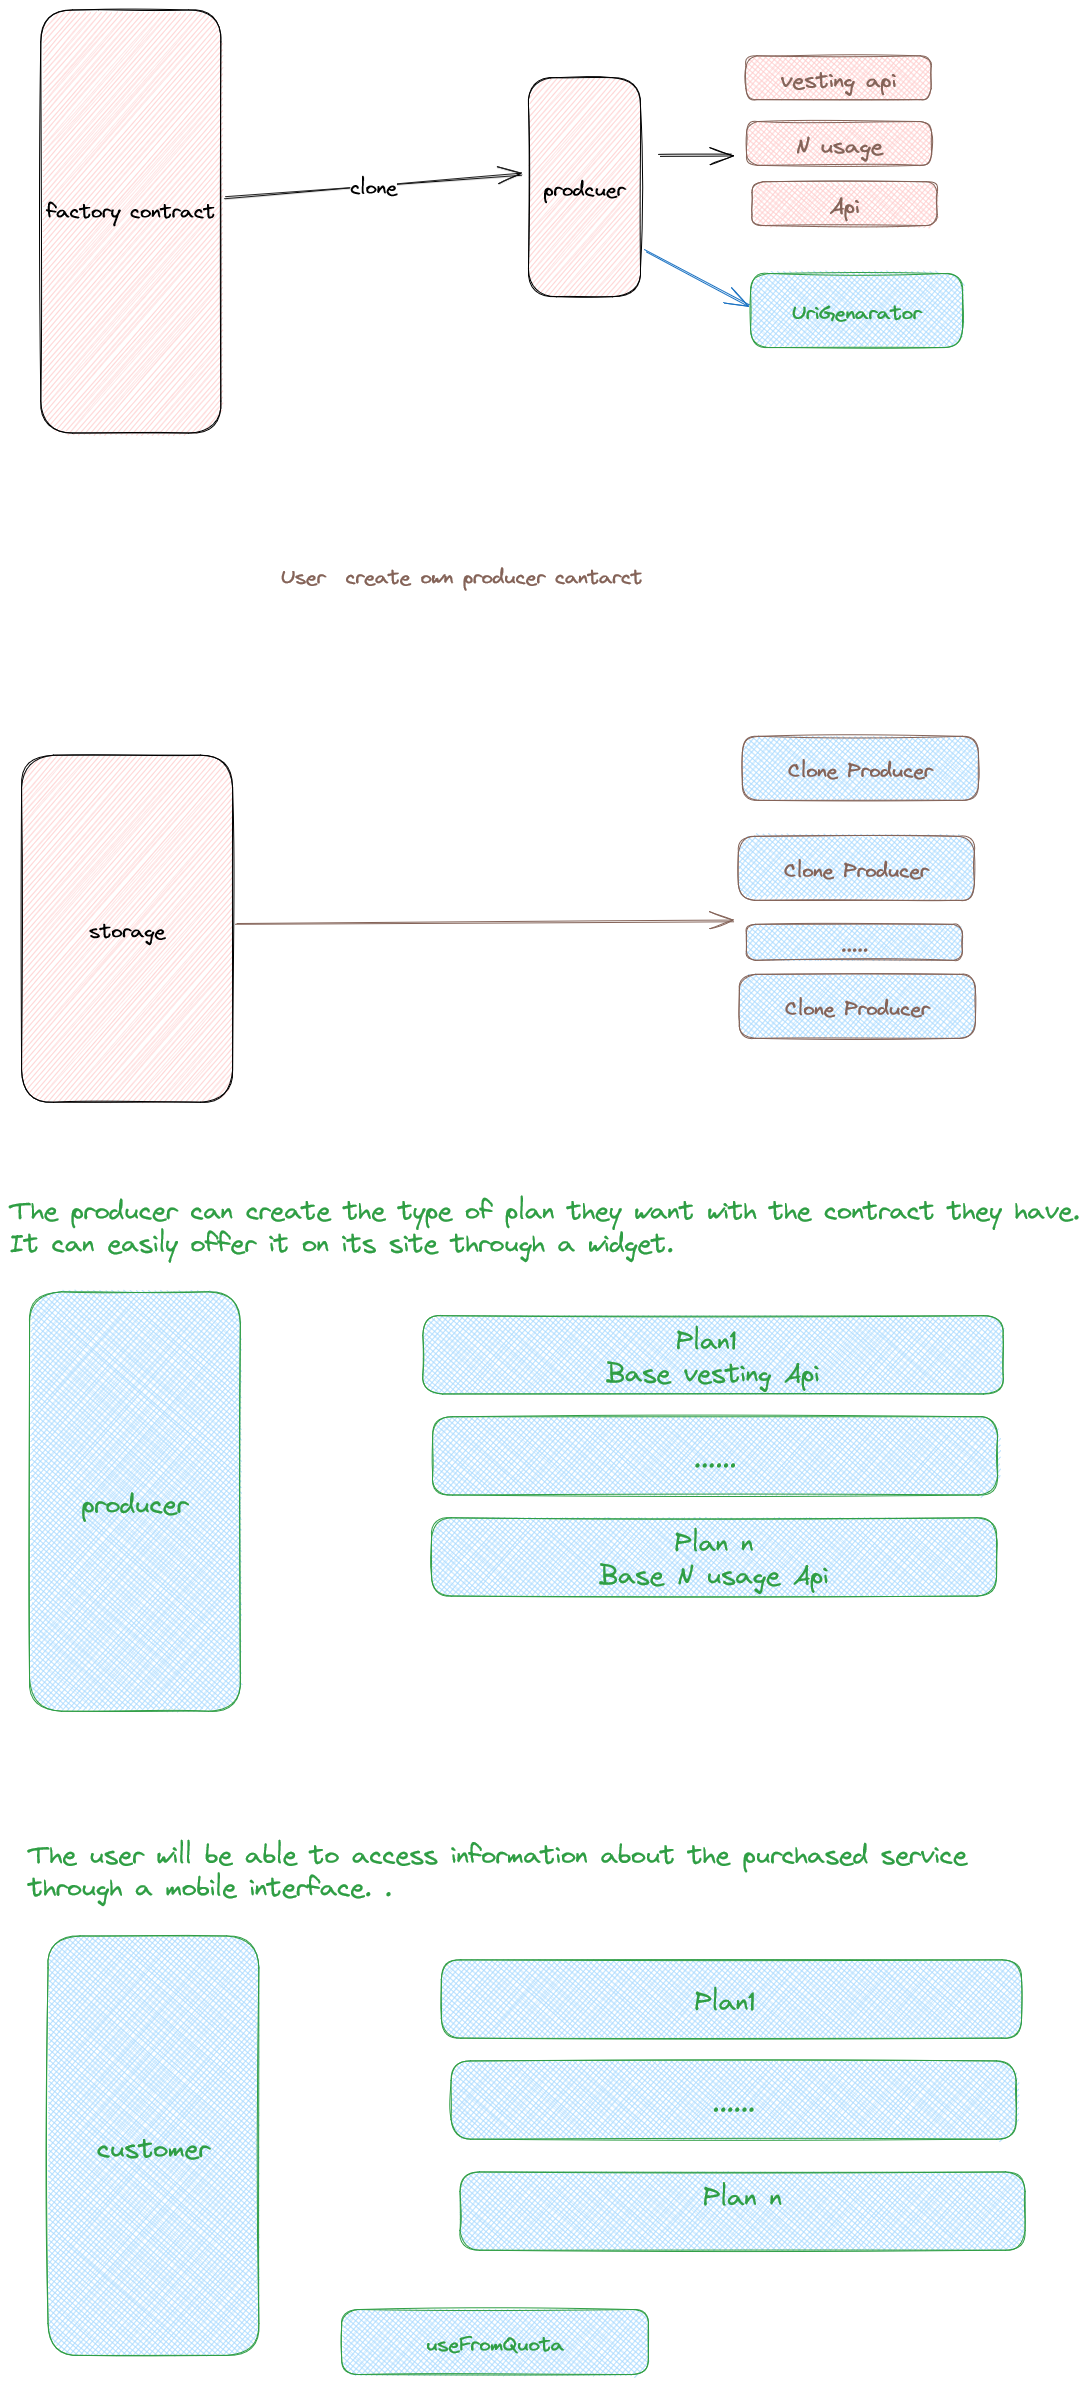 vesting api
N usage
clone
prodcuer
factory contract
Api
UriGenarator
User create own producer cantarct
Clone Producer
Clone Producer
storage
.....
Clone Producer
The producer can create the type of plan they want with the contract they have.
It can easily offer it on its site through a widget.
Plan1
Base vesting Api
......
producer
Plan n
Base N usage Api
The user will be able to access information about the purchased service
through a mobile interface. .
Plan1
......
customer
Plan n
useFromQuota